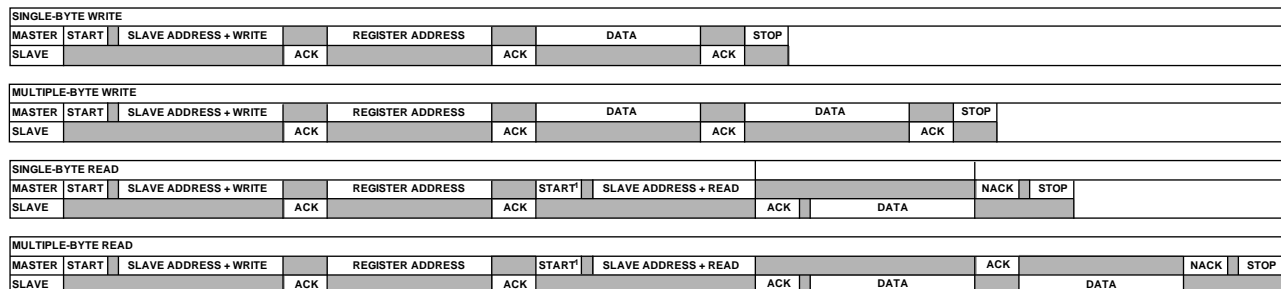 SINGLE-BYTE WRITE
MASTER START SLAVE ADDRESS + WRITE REGISTER ADDRESS DATA STOP
SLAVE ACK ACK ACK
MULTIPLE-BYTE WRITE
MASTER START SLAVE ADDRESS + WRITE REGISTER ADDRESS DATA DATA STOP
SLAVE ACK ACK ACK ACK
SINGLE-BYTE READ
MASTER START SLAVE ADDRESS + WRITE REGISTER ADDRESS START¹ SLAVE ADDRESS + READ NACK STOP
SLAVE ACK ACK ACK DATA
MULTIPLE-BYTE READ
MASTER START SLAVE ADDRESS + WRITE REGISTER ADDRESS START¹ SLAVE ADDRESS + READ ACK NACK STOP
SLAVE ACK ACK ACK DATA DATA